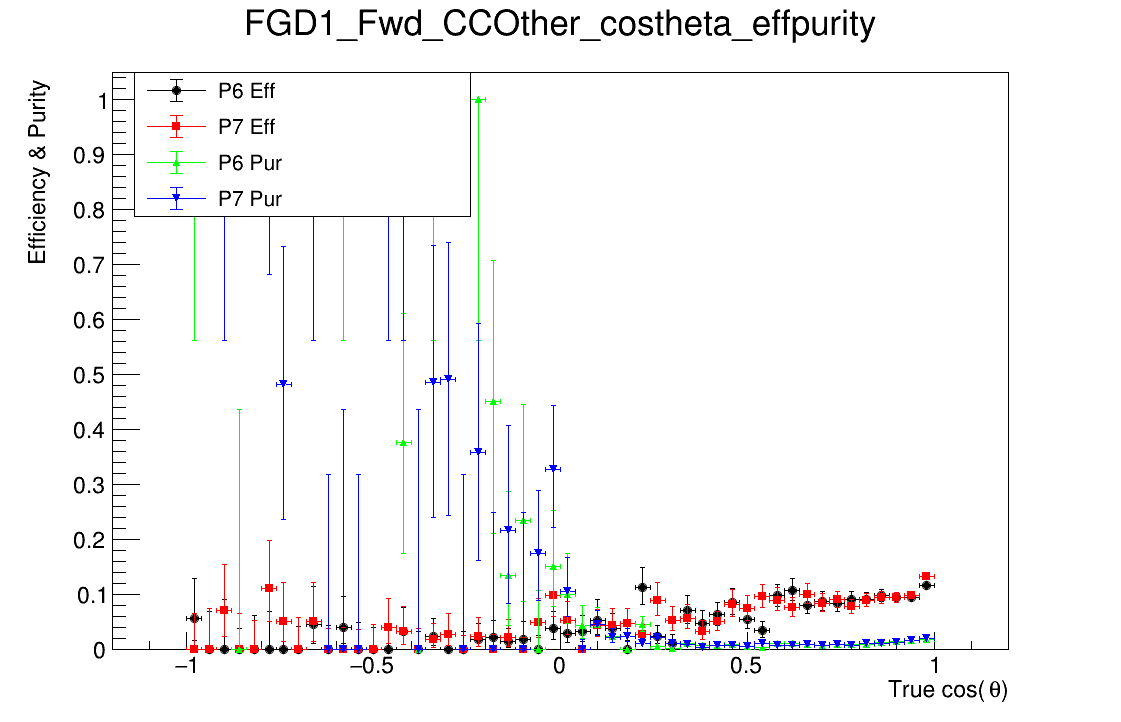 FGD1_Fwd_CCOther_costheta_effpurity
Efficiency & Purity
P6 Eff
P7 Eff
P6 Pur
P7 Pur
1
0.9
0.8
0.7
0.6
0.5
0.4
0.3
0.2
0.1
0
−1
−0.5
0
0.5
1
True cos( θ)